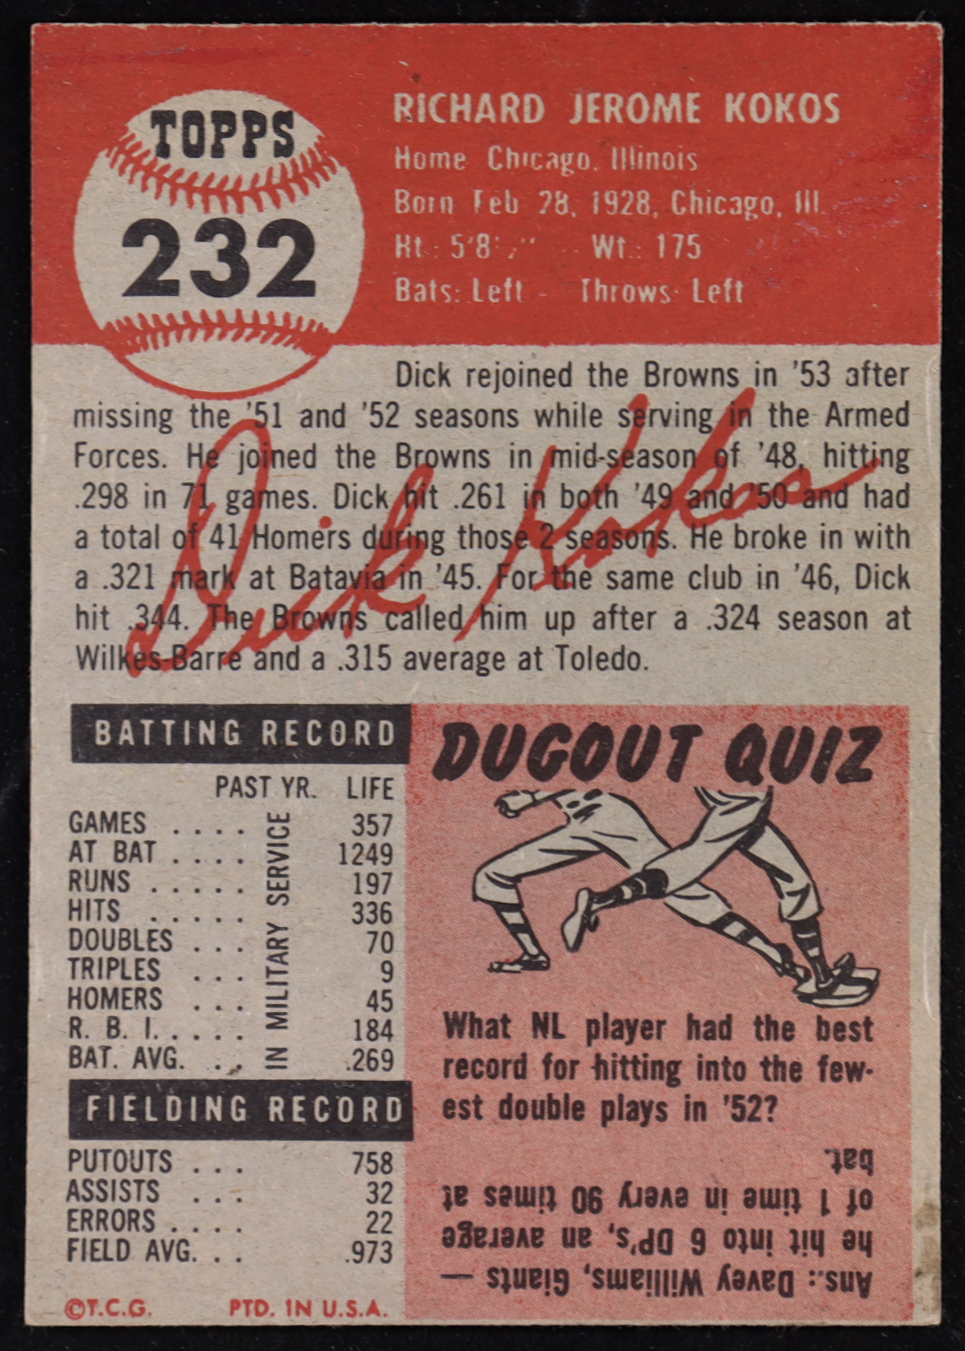 TOPPS
232
RICHARD JEROME KOKOS
Home: Chicago, Illinois
Born Feb 28, 1928, Chicago, Ill.
Ht.: 5'8 Wt.: 175
Bats: Left - Throws: Left
Dick rejoined the Browns in '53 after
missing the '51 and '52 seasons while serving in the Armed
Forces. He joined the Browns in mid-season of '48, hitting
.298 in 71 games. Dick hit .261 in both '49 and '50 and had
a total of 41 Homers during those 2 seasons. He broke in with
a .321 mark at Batavia in '45. For the same club in '46, Dick
hit .344. The Browns called him up after a .324 season at
Wilkes-Barre and a .315 average at Toledo.
Dick Kokos
BATTING RECORD
PAST YR. LIFE
GAMES .... 357
AT BAT .... 1249
RUNS ..... 197
HITS ..... 336
DOUBLES ... 70
TRIPLES ... 9
HOMERS ... 45
R. B. I. .... 184
BAT. AVG. ... .269
IN MILITARY SERVICE
FIELDING RECORD
PUTOUTS ... 758
ASSISTS ... 32
ERRORS .... 22
FIELD AVG. .. .973
©T.C.G. PTD. IN U.S.A.
DUGOUT QUIZ
What NL player had the best
record for hitting into the few-
est double plays in '52?
Ans.: Davey Williams, Giants, —
he hit into 6 DP's, an average
of 1 time in every 90 times at
bat.